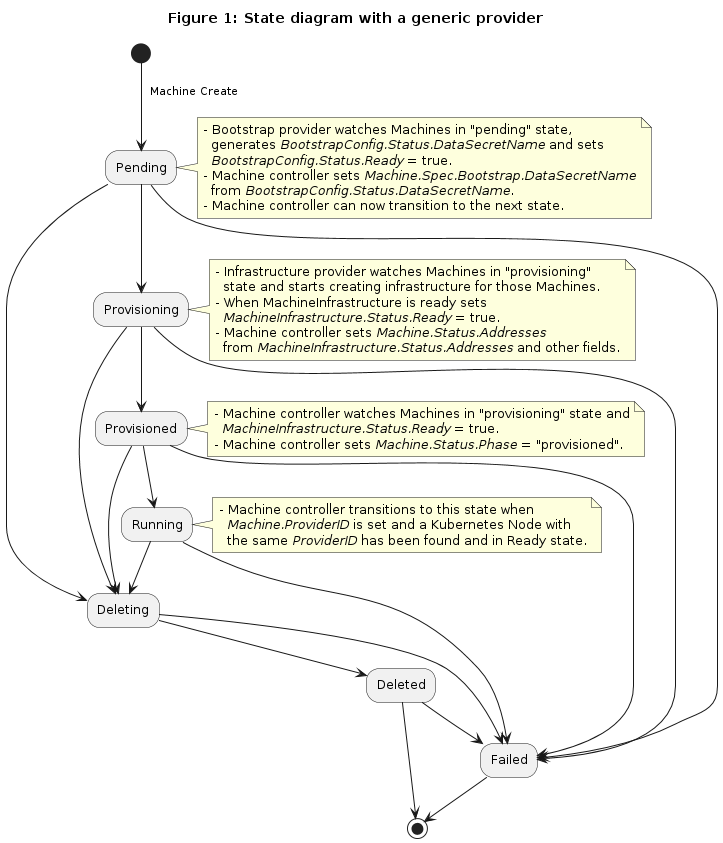 Figure 1: State diagram with a generic provider
Machine Create
Pending
- Bootstrap provider watches Machines in "pending" state,
generates BootstrapConfig.Status.DataSecretName and sets
BootstrapConfig.Status.Ready = true.
- Machine controller sets Machine.Spec.Bootstrap.DataSecretName
from BootstrapConfig.Status.DataSecretName.
- Machine controller can now transition to the next state.
Provisioning
- Infrastructure provider watches Machines in "provisioning"
state and starts creating infrastructure for those Machines.
- When MachineInfrastructure is ready sets
MachineInfrastructure.Status.Ready = true.
- Machine controller sets Machine.Status.Addresses
from MachineInfrastructure.Status.Addresses and other fields.
Provisioned
- Machine controller watches Machines in "provisioning" state and
MachineInfrastructure.Status.Ready = true.
- Machine controller sets Machine.Status.Phase = "provisioned".
Running
- Machine controller transitions to this state when
Machine.ProviderID is set and a Kubernetes Node with
the same ProviderID has been found and in Ready state.
Deleting
Deleted
Failed